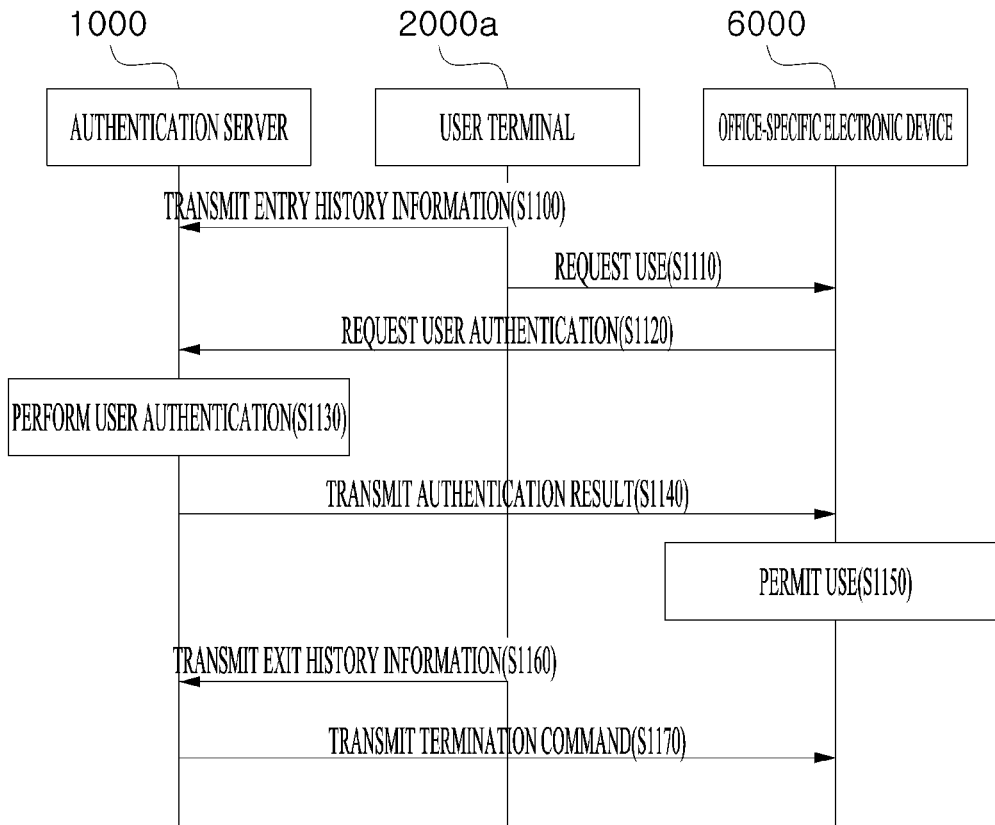 1000 2000a 6000
AUTHENTICATION SERVER USER TERMINAL OFFICE-SPECIFIC ELECTRONIC DEVICE
TRANSMIT ENTRY HISTORY INFORMATION(S1100)
REQUEST USE(S1110)
REQUEST USER AUTHENTICATION(S1120)
PERFORM USER AUTHENTICATION(S1130)
TRANSMIT AUTHENTICATION RESULT(S1140)
PERMIT USE(S1150)
TRANSMIT EXIT HISTORY INFORMATION(S1160)
TRANSMIT TERMINATION COMMAND(S1170)